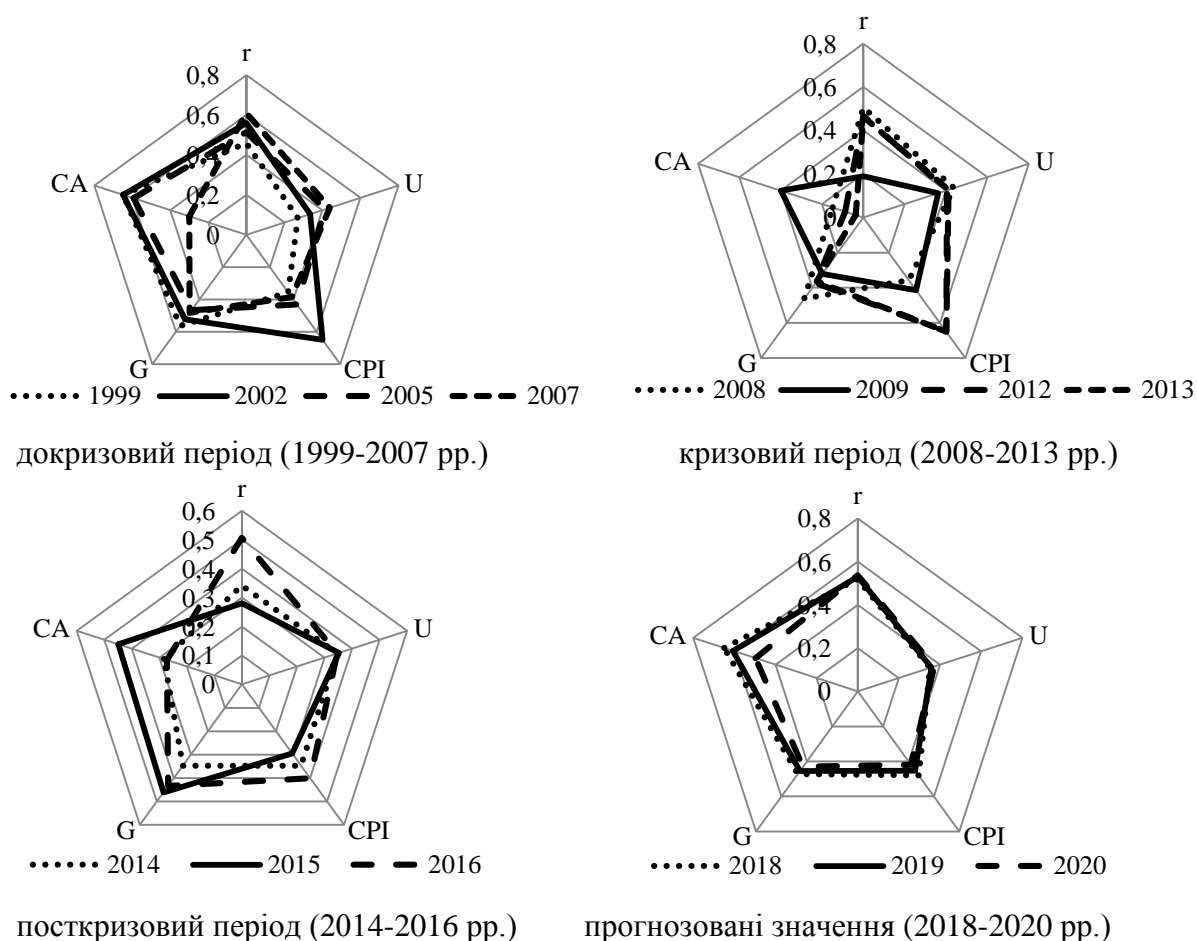 r
0,8
0,6
0,4
0,2
0
CA
U
G
CPI
1999 2002 2005 2007
докризовий період (1999-2007 рр.)
r
0,8
0,6
0,4
0,2
0
CA
U
G
CPI
2008 2009 2012 2013
кризовий період (2008-2013 рр.)
r
0,6
0,5
0,4
0,3
0,2
0,1
0
CA
U
G
CPI
2014 2015 2016
посткризовий період (2014-2016 рр.)
r
0,8
0,6
0,4
0,2
0
CA
U
G
CPI
2018 2019 2020
прогнозовані значення (2018-2020 рр.)